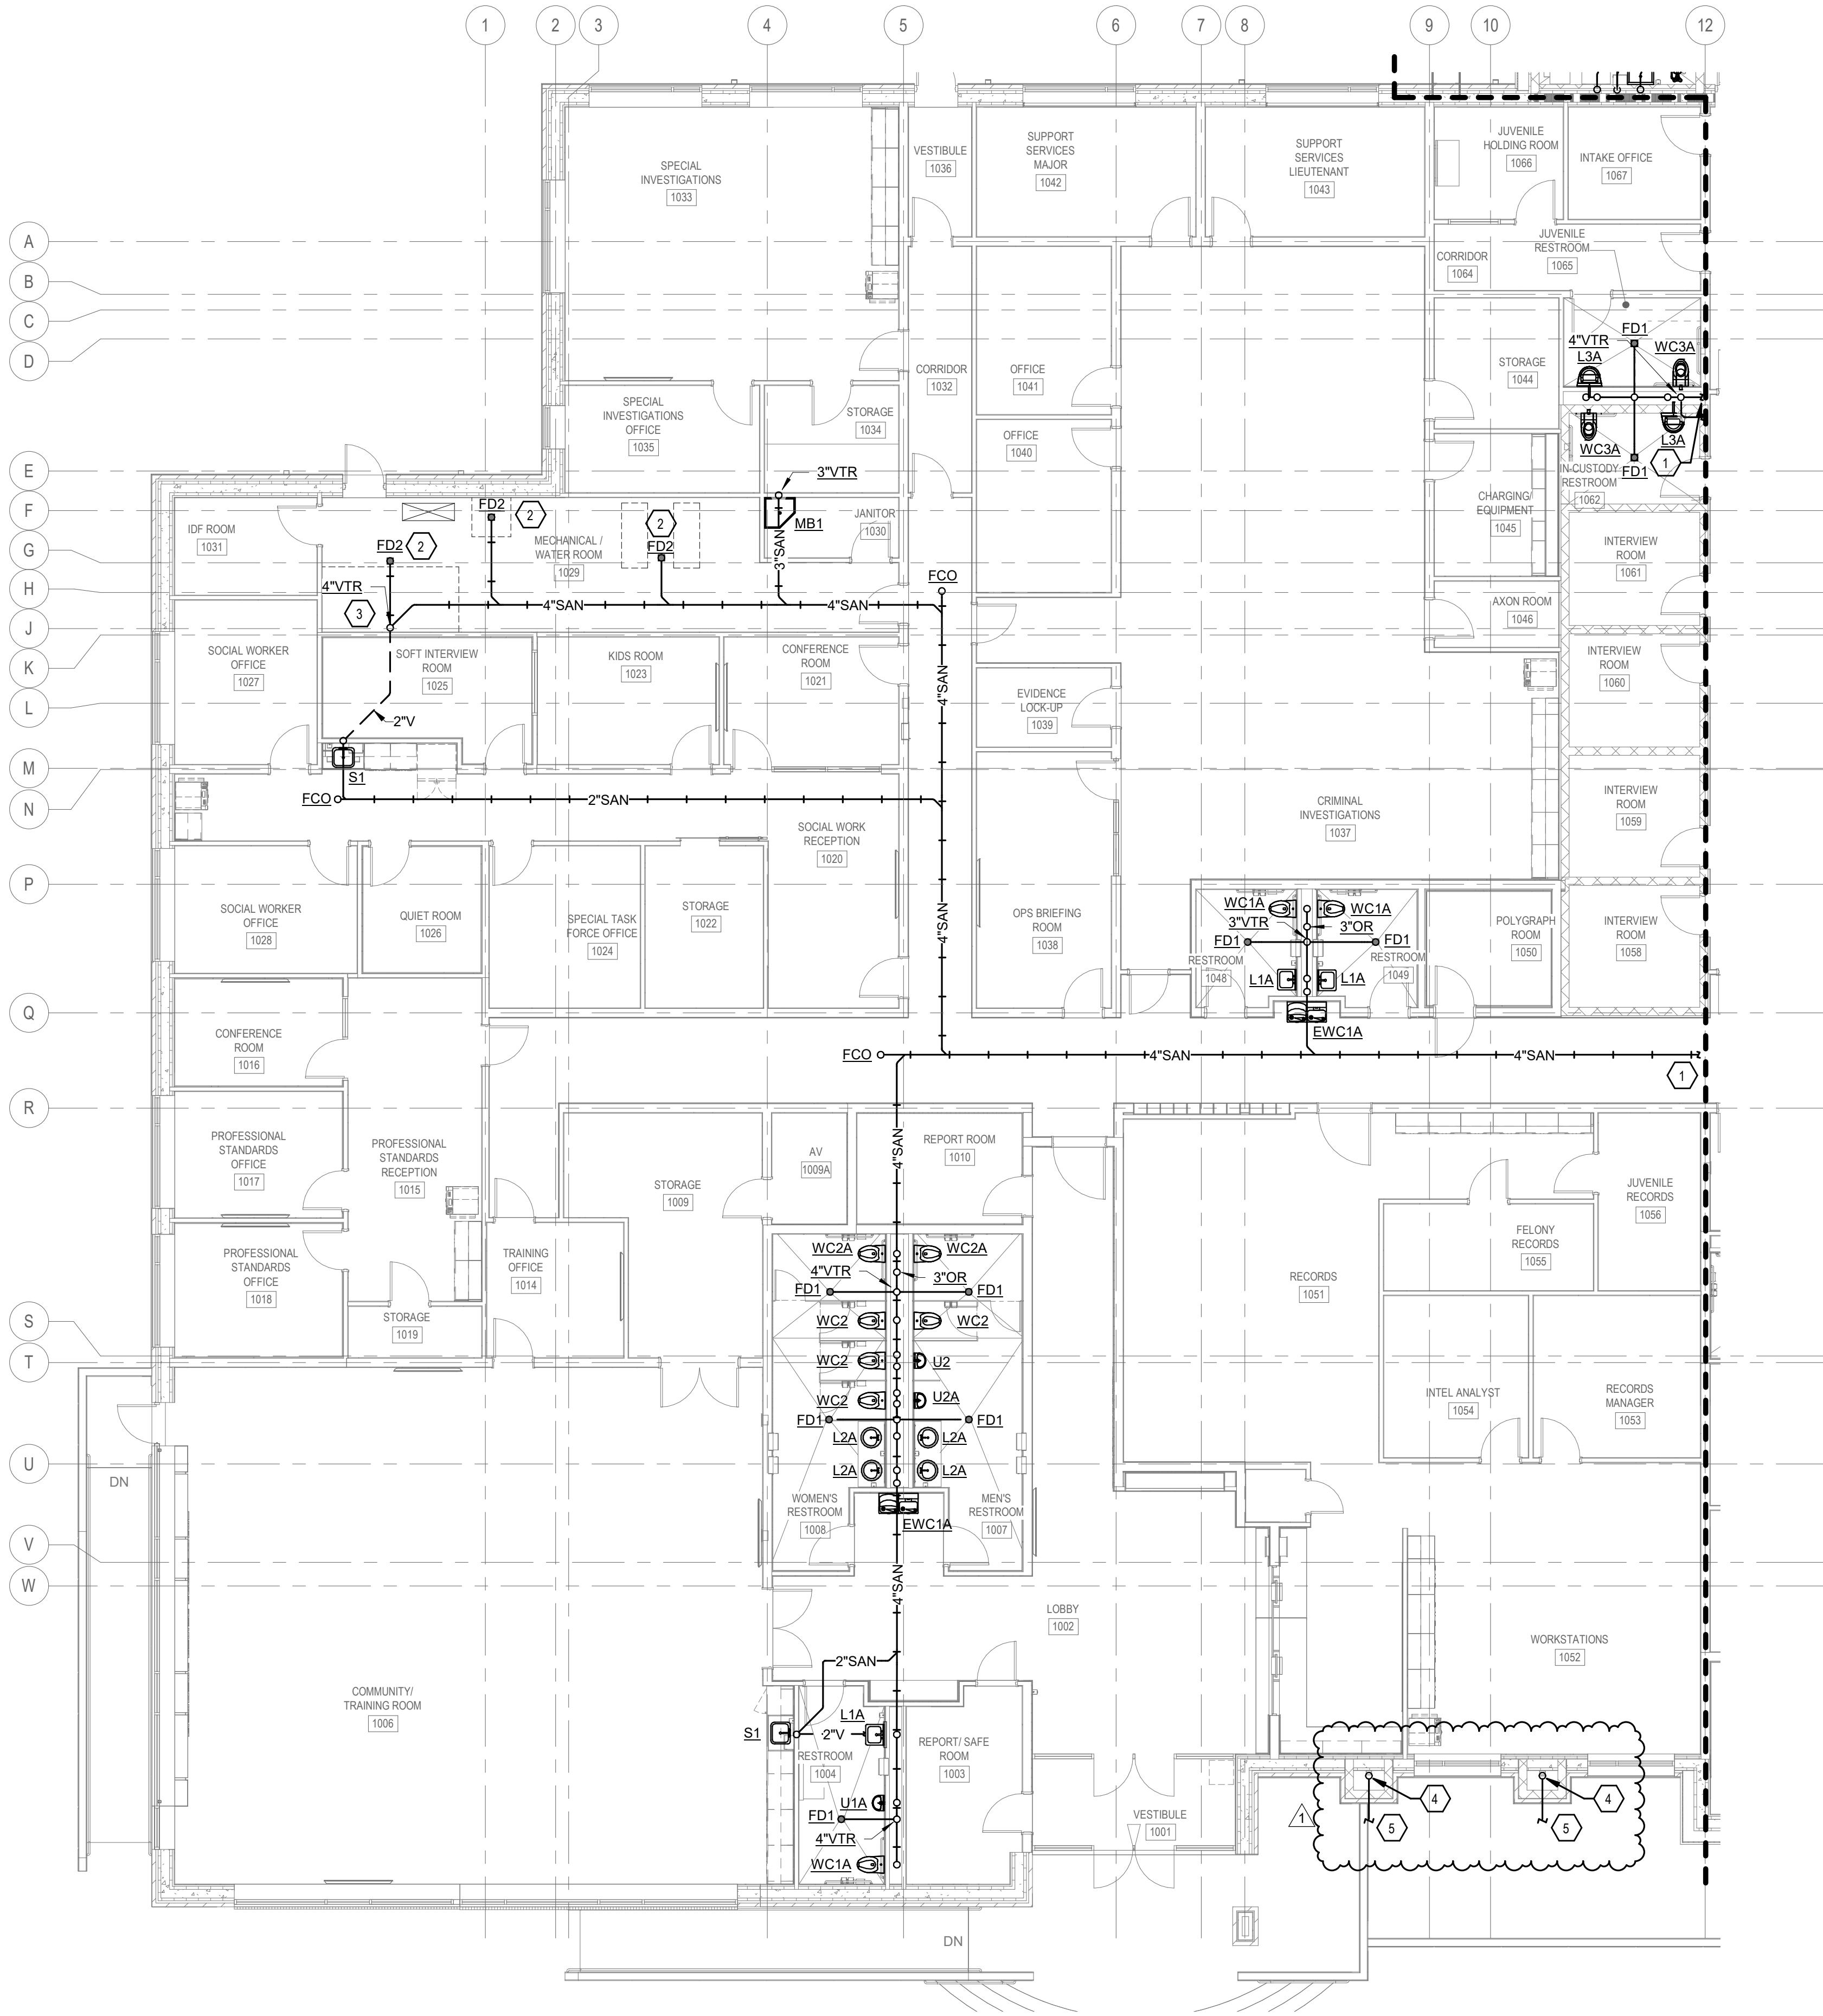 1
2
3
4
5
6
7
8
9
10
12
A
B
C
D
E
F
G
H
J
K
L
M
N
P
Q
R
S
T
U
V
W
SPECIAL
INVESTIGATIONS
1033
VESTIBULE
1036
SUPPORT
SERVICES
MAJOR
1042
SUPPORT
SERVICES
LIEUTENANT
1043
JUVENILE
HOLDING ROOM
1066
INTAKE OFFICE
1067
JUVENILE
RESTROOM
1065
CORRIDOR
1064
FD1
4"VTR
WC3A
L3A
STORAGE
1044
WC3A
L3A
FD1
1
IN-CUSTODY
RESTROOM
1062
CORRIDOR
1032
OFFICE
1041
OFFICE
1040
SPECIAL
INVESTIGATIONS
OFFICE
1035
STORAGE
1034
3"VTR
MB1
JANITOR
1030
3"SAN
IDF ROOM
1031
FD2
2
FD2
2
MECHANICAL /
WATER ROOM
1029
2
FD2
4"VTR
3
4"SAN
4"SAN
FCO
CHARGING/
EQUIPMENT
1045
INTERVIEW
ROOM
1061
AXON ROOM
1046
INTERVIEW
ROOM
1060
SOCIAL WORKER
OFFICE
1027
SOFT INTERVIEW
ROOM
1025
KIDS ROOM
1023
CONFERENCE
ROOM
1021
4"SAN
2"V
S1
FCO
2"SAN
EVIDENCE
LOCK-UP
1039
CRIMINAL
INVESTIGATIONS
1037
INTERVIEW
ROOM
1059
SOCIAL WORK
RECEPTION
1020
SOCIAL WORKER
OFFICE
1028
QUIET ROOM
1026
SPECIAL TASK
FORCE OFFICE
1024
STORAGE
1022
4"SAN
OPS BRIEFING
ROOM
1038
WC1A
WC1A
3"VTR
3"OR
FD1
FD1
RESTROOM
1048
RESTROOM
1049
L1A
L1A
EWC1A
POLYGRAPH
ROOM
1050
INTERVIEW
ROOM
1058
CONFERENCE
ROOM
1016
FCO
4"SAN
4"SAN
1
PROFESSIONAL
STANDARDS
OFFICE
1017
PROFESSIONAL
STANDARDS
RECEPTION
1015
STORAGE
1009
AV
1009A
4"SAN
REPORT ROOM
1010
JUVENILE
RECORDS
1056
FELONY
RECORDS
1055
RECORDS
1051
PROFESSIONAL
STANDARDS
OFFICE
1018
TRAINING
OFFICE
1014
STORAGE
1019
WC2A
WC2A
4"VTR
3"OR
FD1
FD1
WC2
WC2
WC2
U2
WC2
U2A
FD1
FD1
L2A
L2A
L2A
L2A
WOMEN'S
RESTROOM
1008
MEN'S
RESTROOM
1007
EWC1A
INTEL ANALYST
1054
RECORDS
MANAGER
1053
DN
4"SAN
LOBBY
1002
WORKSTATIONS
1052
2"SAN
COMMUNITY/
TRAINING ROOM
1006
S1
2"V
L1A
RESTROOM
1004
REPORT/ SAFE
ROOM
1003
U1A
FD1
4"VTR
WC1A
VESTIBULE
1001
1
4
5
4
5
DN